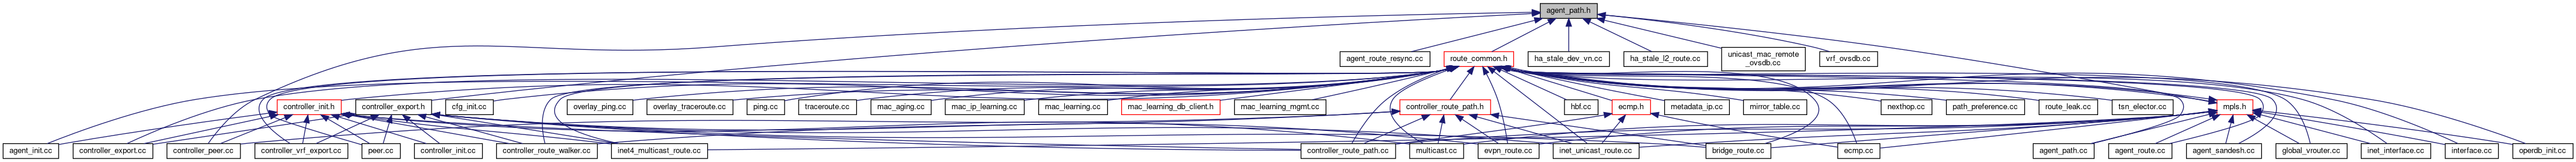 agent_path.h
agent_route_resync.cc
route_common.h
ha_stale_dev_vn.cc
ha_stale_l2_route.cc
unicast_mac_remote
_ovsdb.cc
vrf_ovsdb.cc
controller_init.h
controller_export.h
cfg_init.cc
overlay_ping.cc
overlay_traceroute.cc
ping.cc
traceroute.cc
mac_aging.cc
mac_ip_learning.cc
mac_learning.cc
mac_learning_db_client.h
mac_learning_mgmt.cc
controller_route_path.h
hbf.cc
ecmp.h
metadata_ip.cc
mirror_table.cc
nexthop.cc
path_preference.cc
route_leak.cc
tsn_elector.cc
mpls.h
agent_init.cc
controller_export.cc
controller_peer.cc
controller_vrf_export.cc
peer.cc
controller_init.cc
controller_route_walker.cc
inet4_multicast_route.cc
controller_route_path.cc
multicast.cc
evpn_route.cc
inet_unicast_route.cc
bridge_route.cc
ecmp.cc
agent_path.cc
agent_route.cc
agent_sandesh.cc
global_vrouter.cc
inet_interface.cc
interface.cc
operdb_init.cc